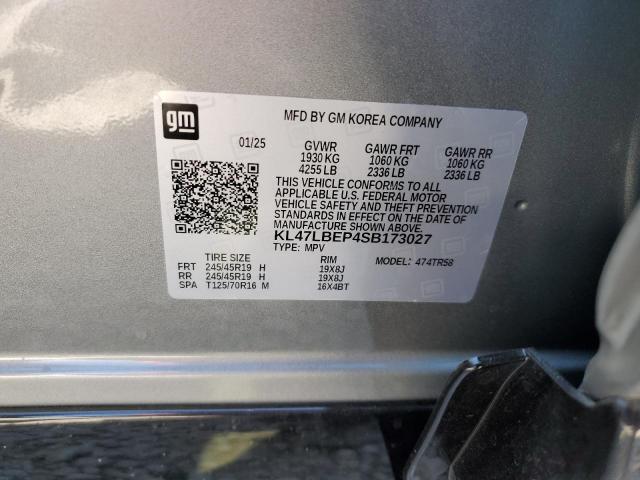 gm
MFD BY GM KOREA COMPANY
01/25 GVWR GAWR FRT GAWR RR
1930 KG 1060 KG 1060 KG
4255 LB 2336 LB 2336 LB
THIS VEHICLE CONFORMS TO ALL
APPLICABLE U.S. FEDERAL MOTOR
VEHICLE SAFETY AND THEFT PREVENTION
STANDARDS IN EFFECT ON THE DATE OF
MANUFACTURE SHOWN ABOVE.
KL47LBEP4SB173027
TYPE: MPV MODEL: 474TR58
TIRE SIZE RIM
FRT 245/45R19 H 19X8J
RR 245/45R19 H 19X8J
SPA T125/70R16 M 16X4BT